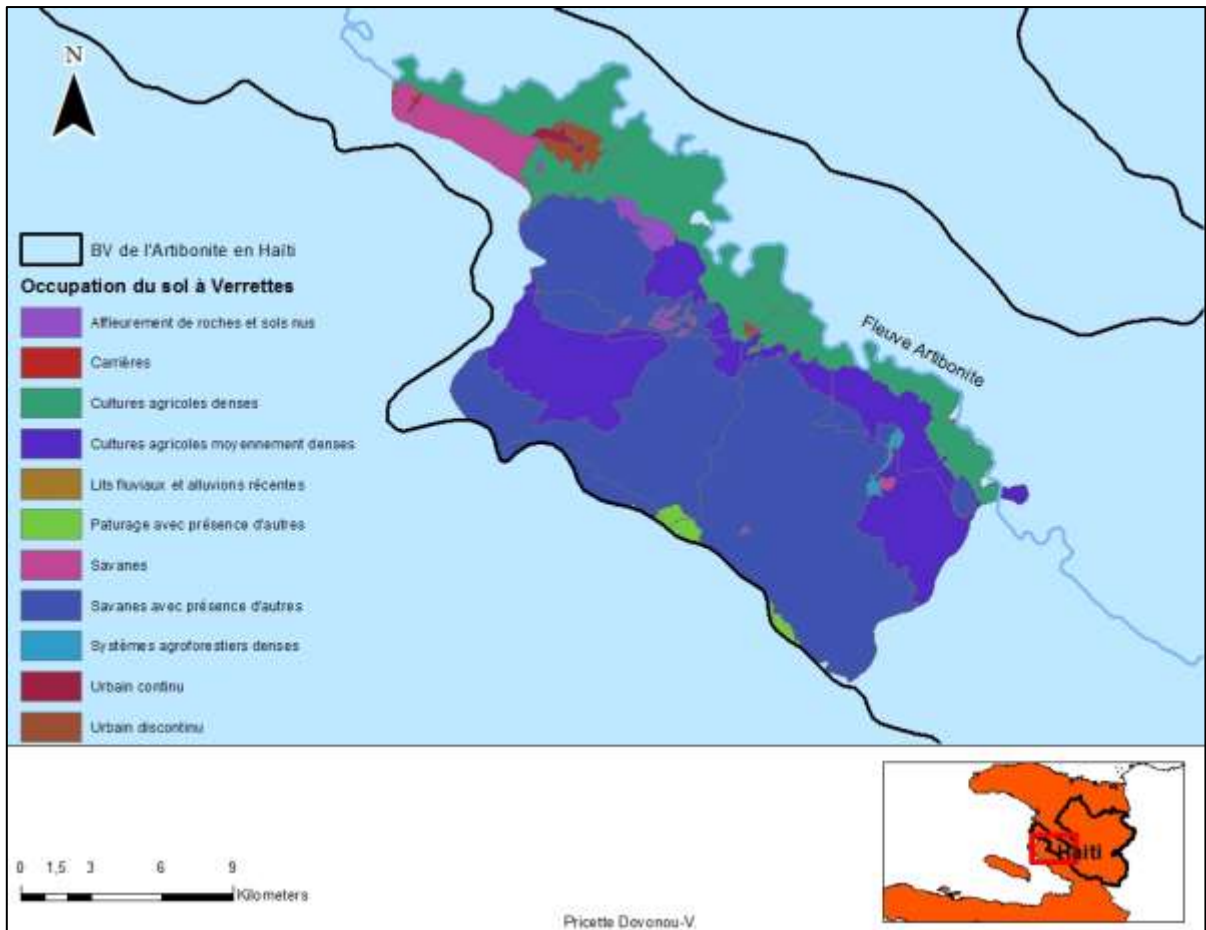 N
BV de l'Artibonite en Haïti
Occupation du sol à Verrettes
Affleurement de roches et sols nus
Carrières
Cultures agricoles denses
Cultures agricoles moyennement denses
Lits fluviaux et alluvions récentes
Paturage avec présence d'autres
Savanes
Savanes avec présence d'autres
Systèmes agroforestiers denses
Urbain continu
Urbain discontinu
Fleuve Artibonite
0 1,5 3 6 9
Kilometers
Haiti
Pricette Dovonou-V.